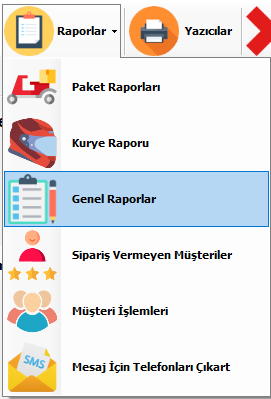 Raporlar
Yazıcılar
Paket Raporları
Kurye Raporu
Genel Raporlar
Sipariş Vermeyen Müşteriler
Müşteri İşlemleri
SMS
Mesaj İçin Telefonları Çıkart